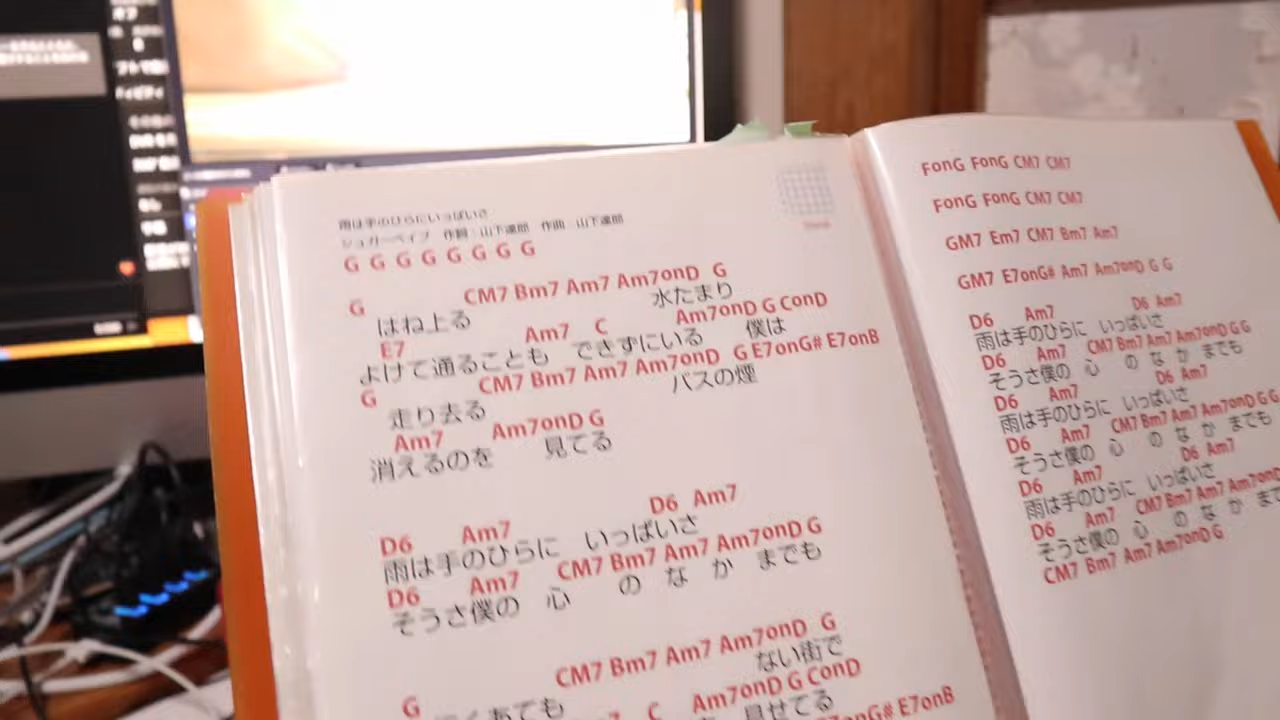 雨は手のひらにいっぱいさ
シュガーベイブ 作詞：山下達郎 作曲：山下達郎
G G G G G G G G
G CM7 Bm7 Am7 Am7onD G
はね上る 水たまり
E7 Am7 C Am7onD G ConD
よけて通ることも できずにいる 僕は
G CM7 Bm7 Am7 Am7onD G E7onG# E7onB
走り去る バスの煙
Am7 Am7onD G
消えるのを 見てる
D6 Am7 D6 Am7
雨は手のひらに いっぱいさ
D6 Am7 CM7 Bm7 Am7 Am7onD G
そうさ僕の 心 の な か までも
G CM7 Bm7 Am7 Am7onD G
くあても ない街で
C Am7onD G ConD
見せてる
E7onB
FonG FonG CM7 CM7
FonG FonG CM7 CM7
GM7 Em7 CM7 Bm7 Am7
GM7 E7onG# Am7 Am7onD G G
D6 Am7 D6 Am7
雨は手のひらに いっぱいさ
D6 Am7 CM7 Bm7 Am7 Am7onD G G
そうさ僕の 心 の な か までも
D6 Am7 D6 Am7
雨は手のひらに いっぱいさ
D6 Am7 CM7 Bm7 Am7 Am7onD G G
そうさ僕の 心 の な か までも
D6 Am7 D6 Am7
雨は手のひらに いっぱいさ
D6 Am7 CM7 Bm7 Am7 Am7onD
そうさ僕の 心 の な か まで
CM7 Bm7 Am7 Am7onD G